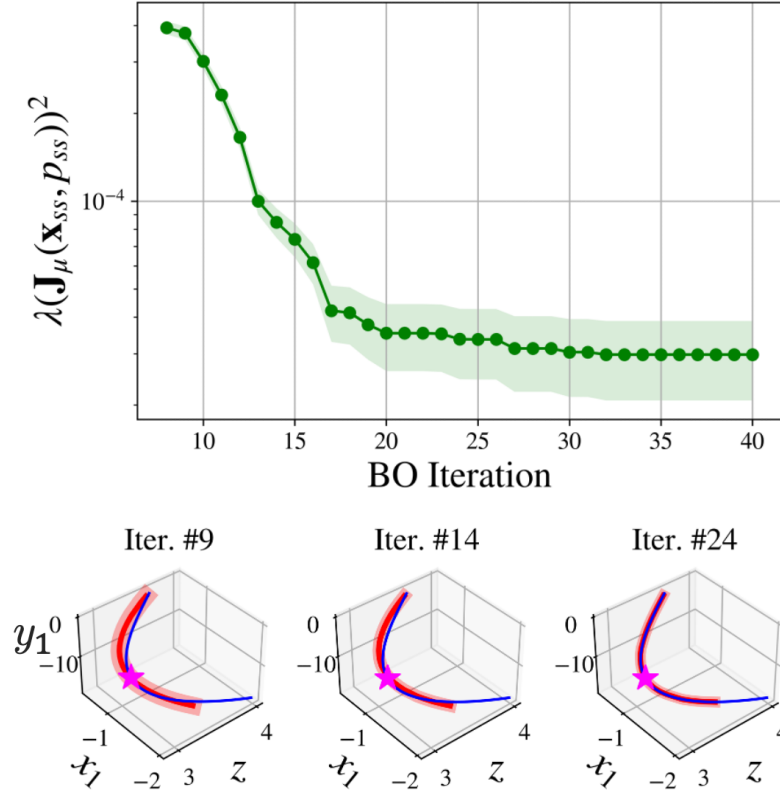 λ(J_μ(x_ss, p_ss))²
10⁻⁴
10 15 20 25 30 35 40
BO Iteration
Iter. #9 Iter. #14 Iter. #24
y₁ 0 0 0
−10 −10 −10
−1 −1 −1
x₁ −2 3 z 4 x₁ −2 3 z 4 x₁ −2 3 z 4